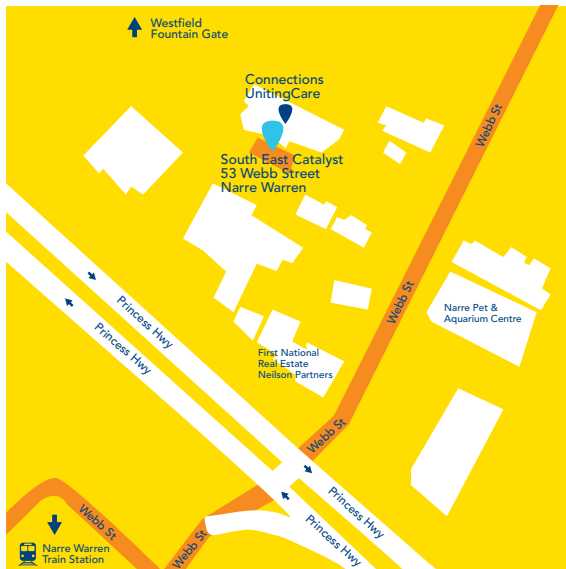 Westfield
Fountain Gate
Connections
UnitingCare
Webb St
South East Catalyst
53 Webb Street
Narre Warren
Webb St
Princess Hwy
Narre Pet &
Aquarium Centre
Princess Hwy
First National
Real Estate
Neilson Partners
Webb St
Princess Hwy
Webb St
Princess Hwy
Webb St
Narre Warren
Train Station